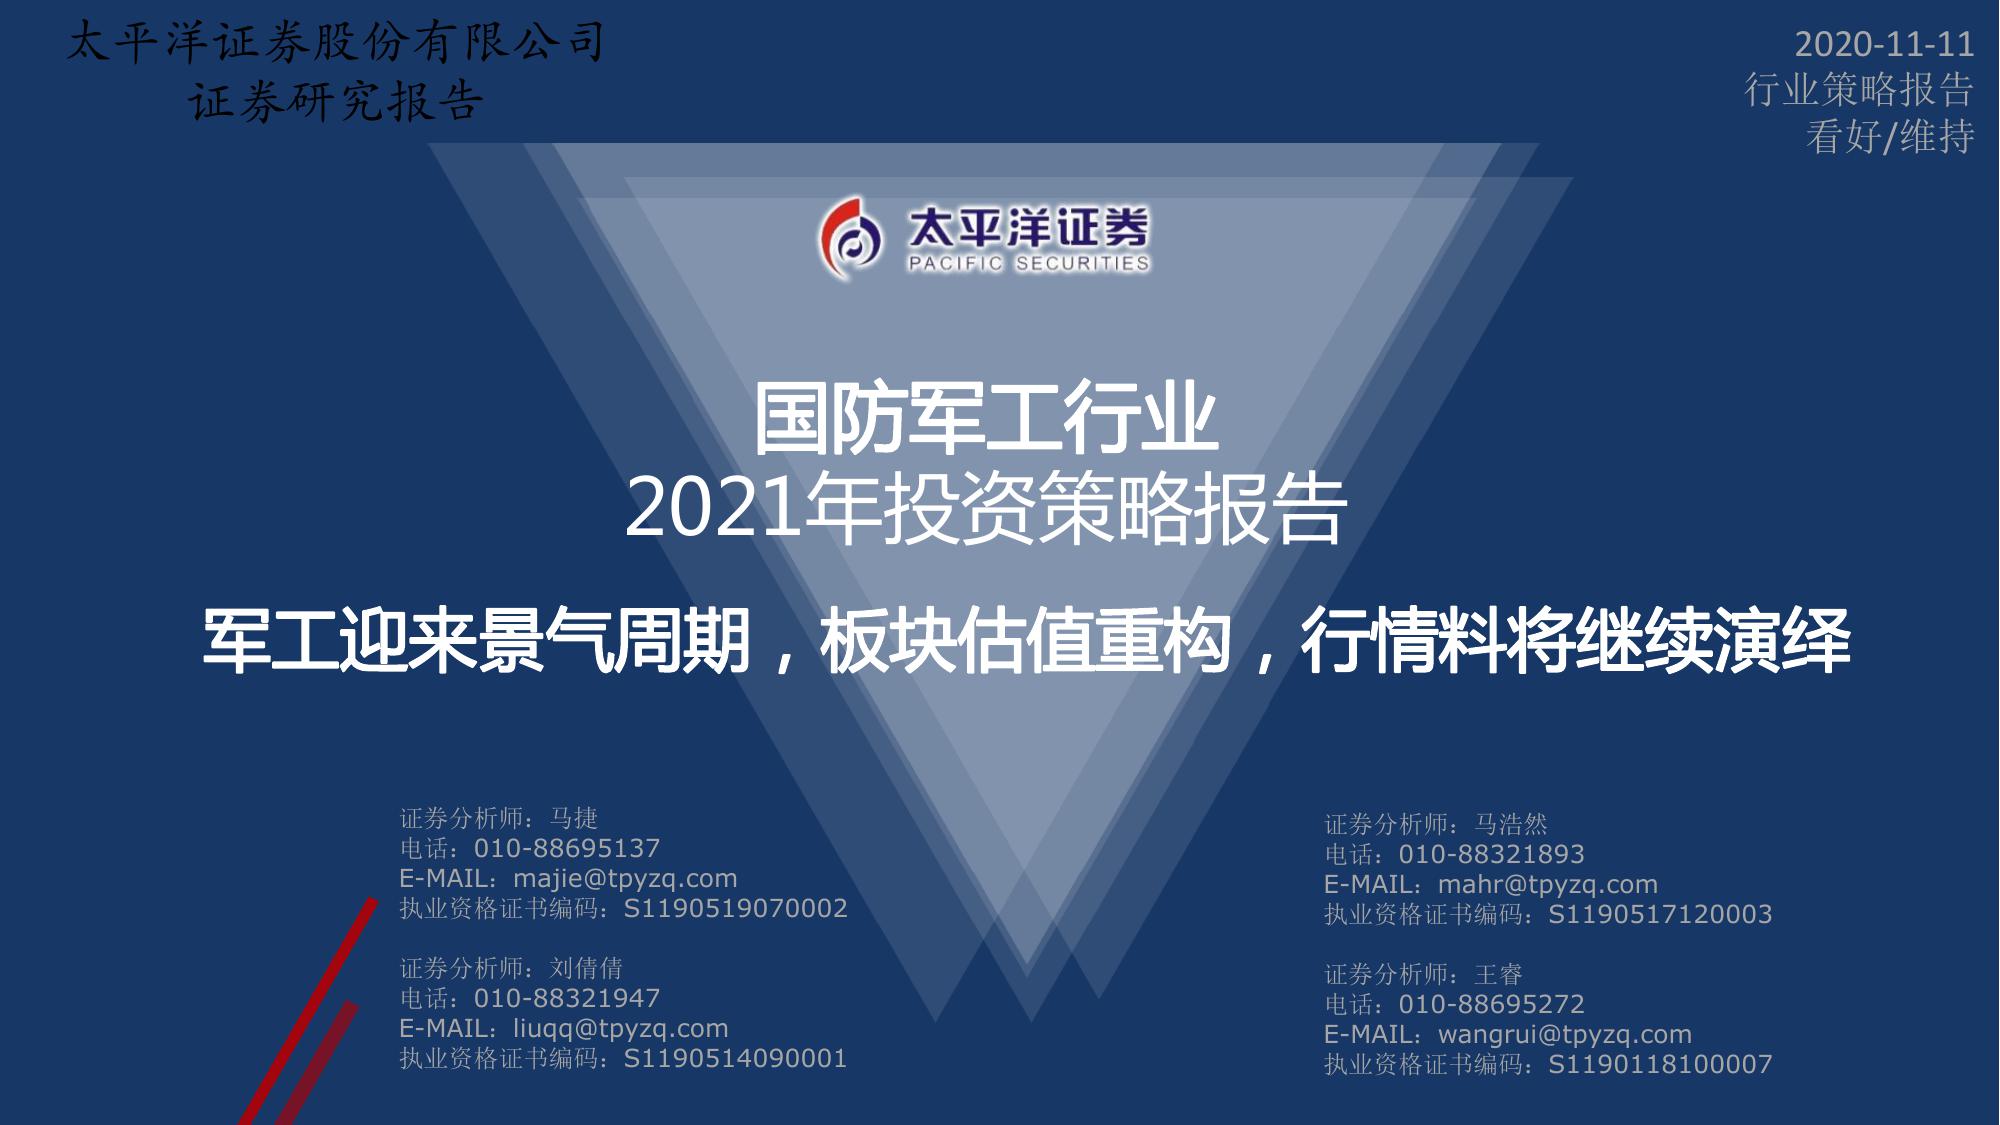 太平洋证券股份有限公司
证券研究报告
2020-11-11
行业策略报告
看好/维持
太平洋证券
PACIFIC SECURITIES
国防军工行业
2021年投资策略报告
军工迎来景气周期，板块估值重构，行情料将继续演绎
证券分析师：马捷
电话：010-88695137
E-MAIL：majie@tpyzq.com
执业资格证书编码：S1190519070002
证券分析师：刘倩倩
电话：010-88321947
E-MAIL：liuqq@tpyzq.com
执业资格证书编码：S1190514090001
证券分析师：马浩然
电话：010-88321893
E-MAIL：mahr@tpyzq.com
执业资格证书编码：S1190517120003
证券分析师：王睿
电话：010-88695272
E-MAIL：wangrui@tpyzq.com
执业资格证书编码：S1190118100007